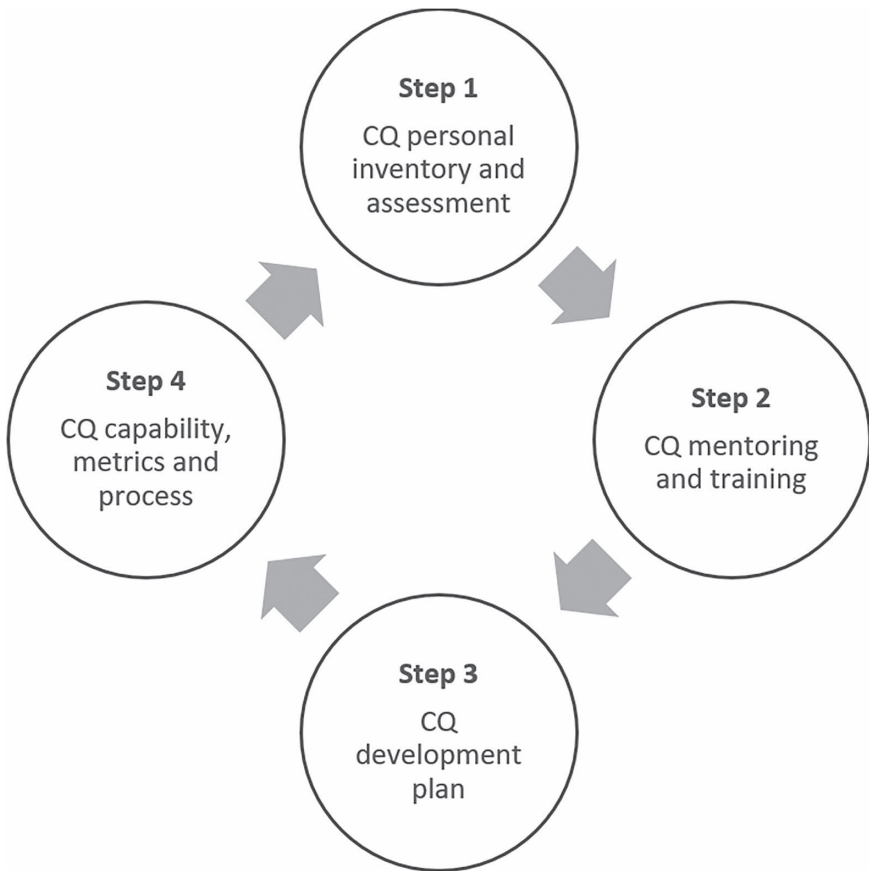 Step 1
CQ personal
inventory and
assessment
Step 2
CQ mentoring
and training
Step 3
CQ
development
plan
Step 4
CQ capability,
metrics and
process